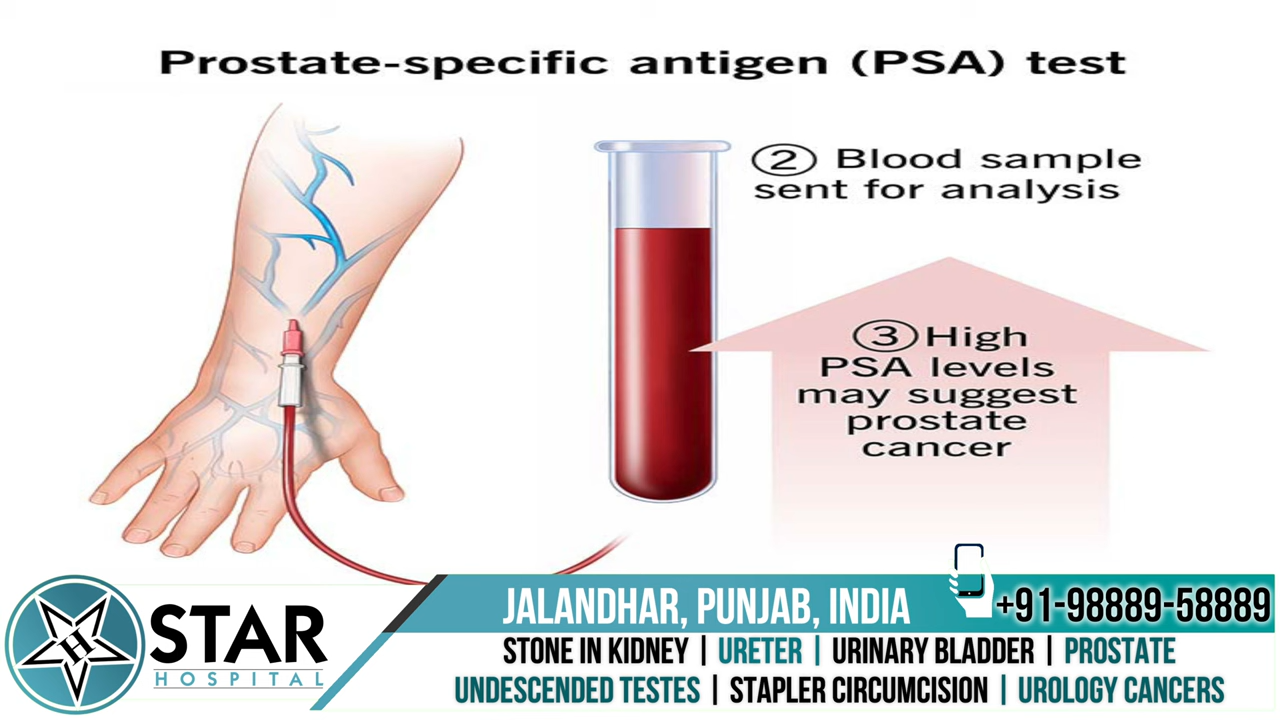 Prostate-specific antigen (PSA) test
② Blood sample
sent for analysis
③ High
PSA levels
may suggest
prostate
cancer
H
STAR
HOSPITAL
JALANDHAR, PUNJAB, INDIA
+91-98889-58889
STONE IN KIDNEY | URETER | URINARY BLADDER | PROSTATE
UNDESCENDED TESTES | STAPLER CIRCUMCISION | UROLOGY CANCERS